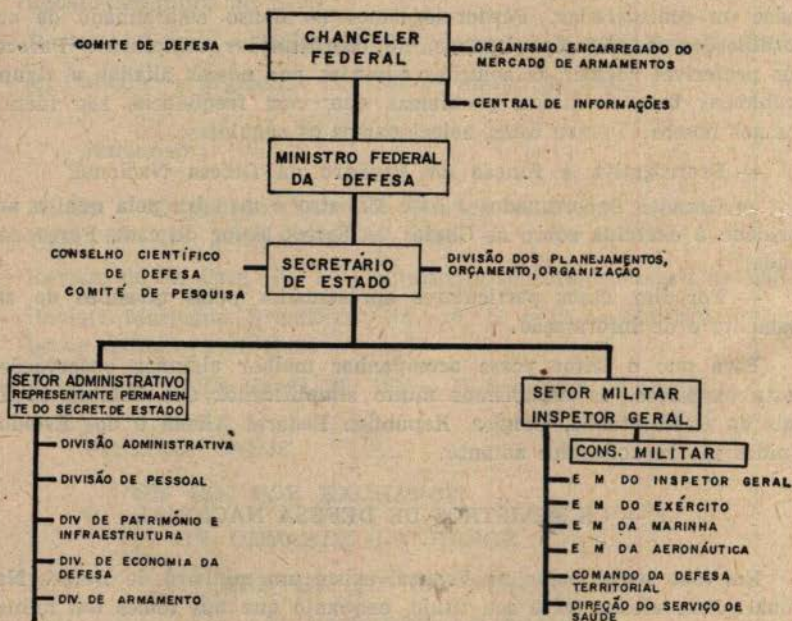 CHANCELER
FEDERAL
COMITE DE DEFESA
ORGANISMO ENCARREGADO DO
MERCADO DE ARMAMENTOS
CENTRAL DE INFORMAÇÕES
MINISTRO FEDERAL
DA DEFESA
CONSELHO CIENTÍFICO
DE DEFESA
COMITÉ DE PESQUISA
SECRETÁRIO
DE ESTADO
DIVISÃO DOS PLANEJAMENTOS,
ORÇAMENTO, ORGANIZAÇÃO
SETOR ADMINISTRATIVO
REPRESENTANTE PERMANEN-
TE DO SECRET. DE ESTADO
DIVISÃO ADMINISTRATIVA
DIVISÃO DE PESSOAL
DIV DE PATRIMÔNIO E
INFRAESTRUTURA
DIV. DE ECONOMIA DA
DEFESA
DIV. DE ARMAMENTO
SETOR MILITAR
INSPETOR GERAL
CONS. MILITAR
E M DO INSPETOR GERAL
E M DO EXÉRCITO
E M DA MARINHA
E M DA AERONÁUTICA
COMANDO DA DEFESA
TERRITORIAL
DIREÇÃO DO SERVIÇO DE
SAÚDE